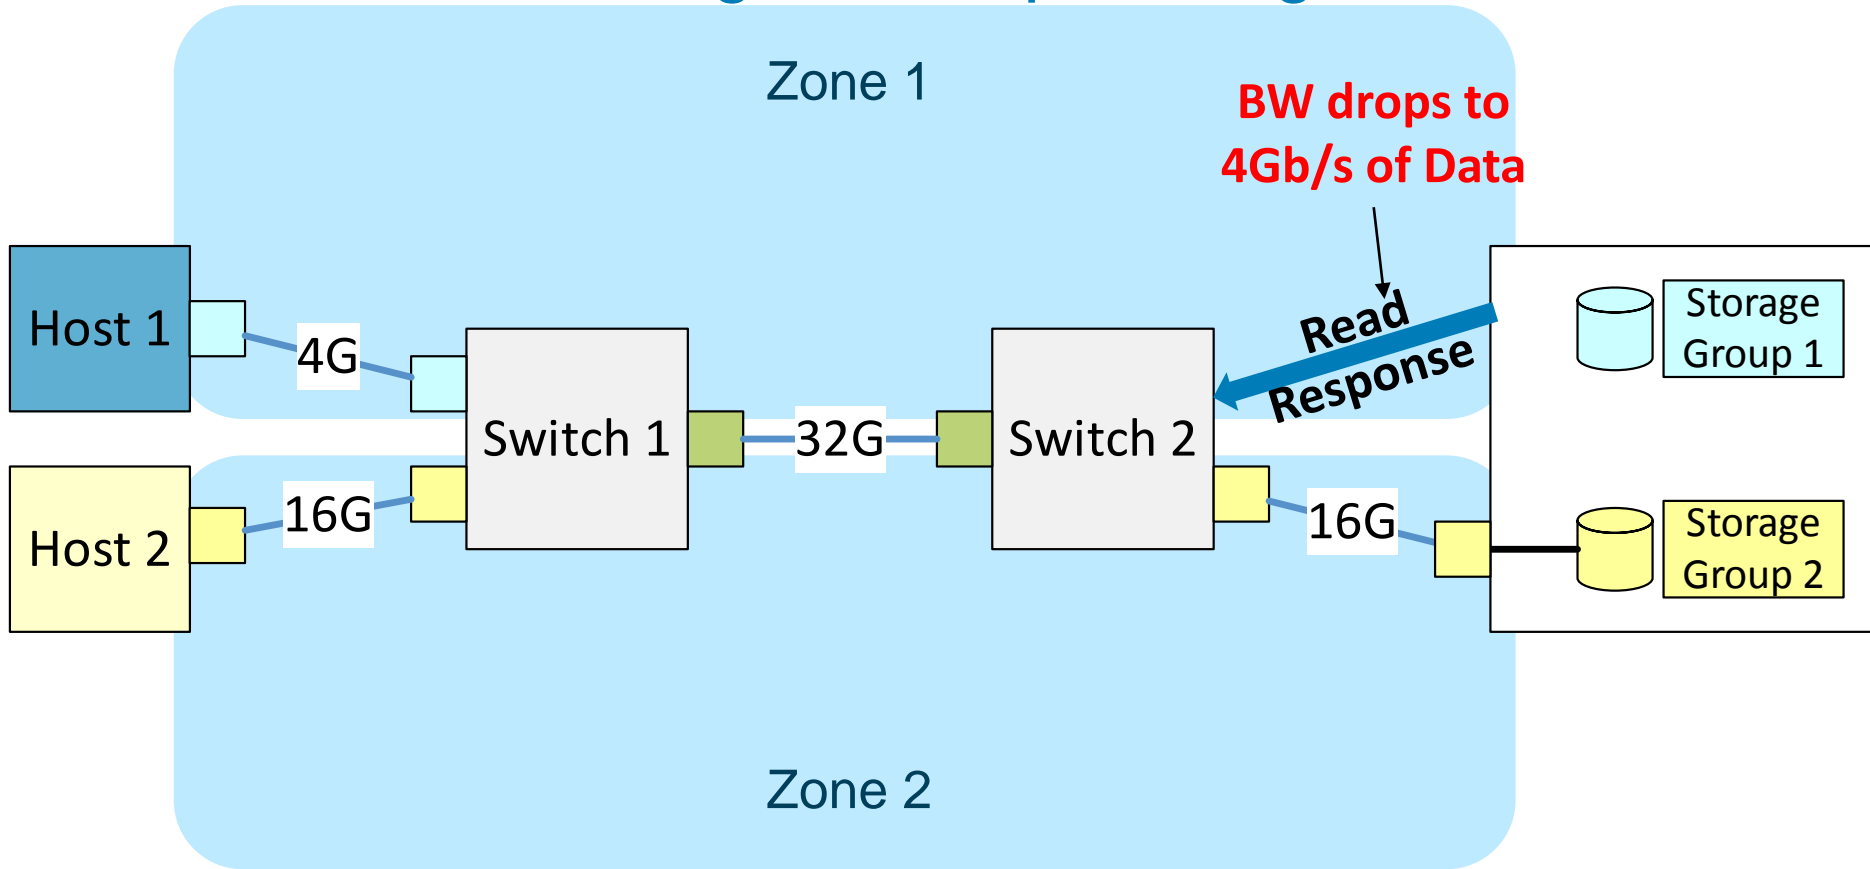 Zone 1
BW drops to
4Gb/s of Data
Host 1
4G
Switch 1
32G
Switch 2
Read
Response
Storage
Group 1
Host 2
16G
16G
Storage
Group 2
Zone 2